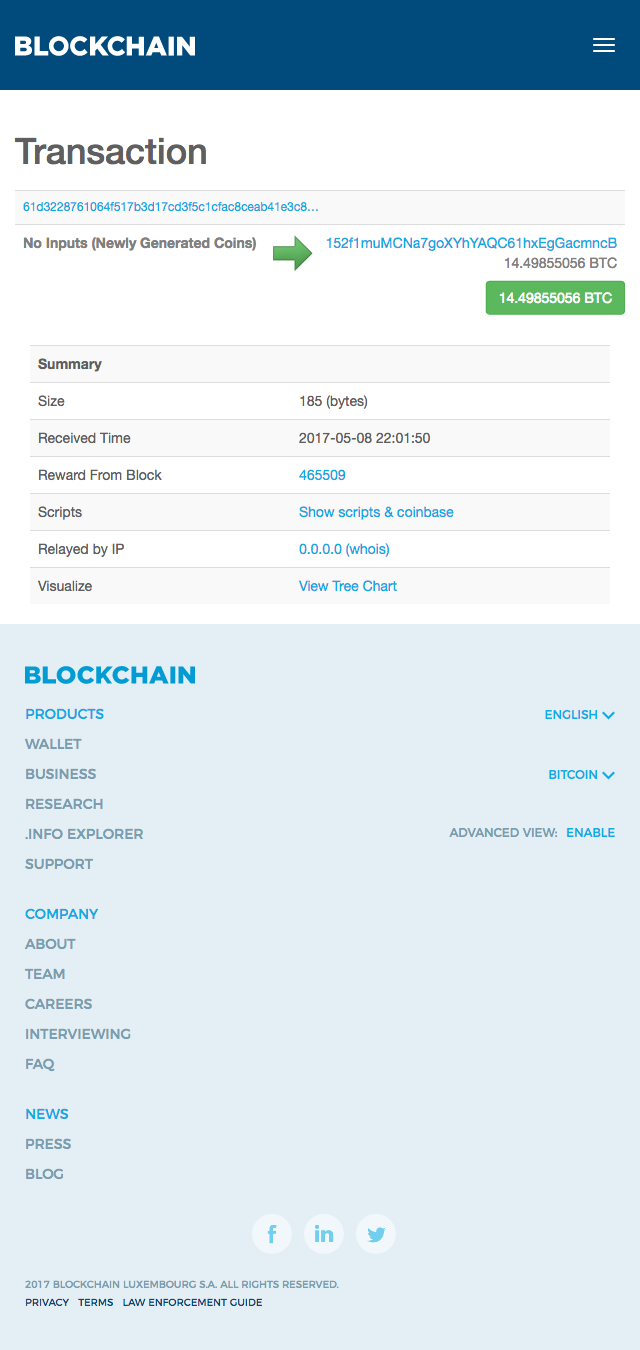 BLOCKCHAIN
Transaction
61d3228761064f517b3d17cd3f5c1cfac8ceab41e3c8...
No Inputs (Newly Generated Coins)
152f1muMCNa7goXYhYAQC61hxEgGacmncB
14.49855056 BTC
14.49855056 BTC
Summary
Size 185 (bytes)
Received Time 2017-05-08 22:01:50
Reward From Block 465509
Scripts Show scripts & coinbase
Relayed by IP 0.0.0.0 (whois)
Visualize View Tree Chart
BLOCKCHAIN
PRODUCTS
WALLET
BUSINESS
RESEARCH
.INFO EXPLORER
SUPPORT
ENGLISH
BITCOIN
ADVANCED VIEW: ENABLE
COMPANY
ABOUT
TEAM
CAREERS
INTERVIEWING
FAQ
NEWS
PRESS
BLOG
2017 BLOCKCHAIN LUXEMBOURG S.A. ALL RIGHTS RESERVED.
PRIVACY TERMS LAW ENFORCEMENT GUIDE